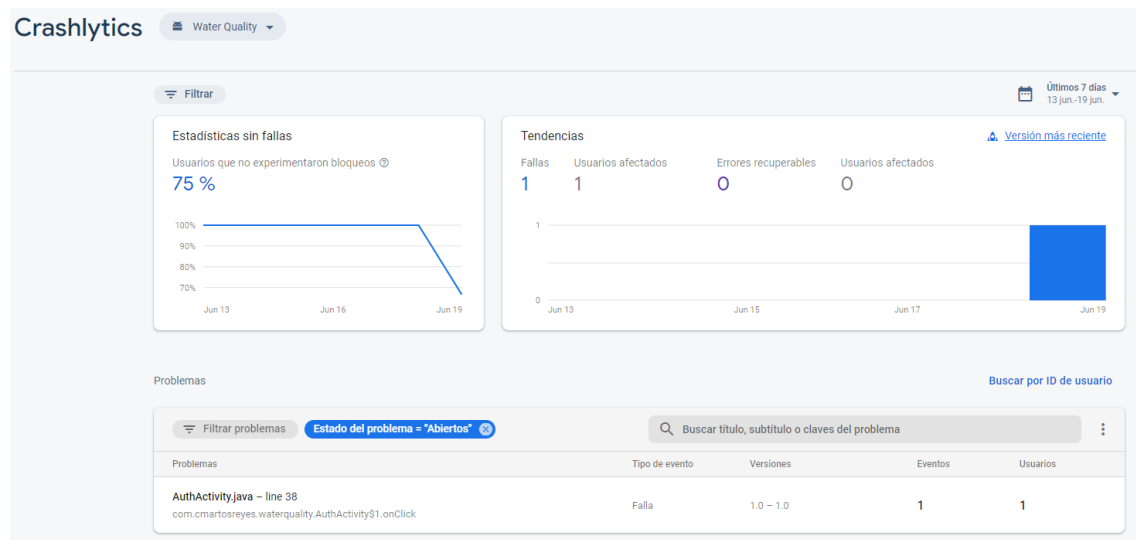 Crashlytics Water Quality
Filtrar
Últimos 7 días
13 jun.-19 jun.
Estadísticas sin fallas
Usuarios que no experimentaron bloqueos
75 %
100%
90%
80%
70%
Jun 13 Jun 16 Jun 19
Tendencias
Versión más reciente
Fallas Usuarios afectados Errores recuperables Usuarios afectados
1 1 0 0
1
0
Jun 13 Jun 15 Jun 17 Jun 19
Problemas
Buscar por ID de usuario
Filtrar problemas Estado del problema = "Abiertos"
Buscar título, subtítulo o claves del problema
Problemas Tipo de evento Versiones Eventos Usuarios
AuthActivity.java – line 38
com.cmartosreyes.waterquality.AuthActivity$1.onClick
Falla 1.0 – 1.0 1 1